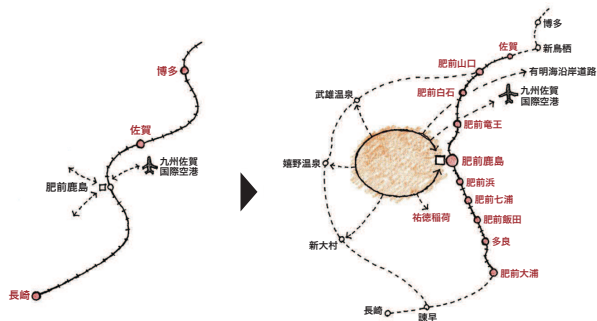 博多
佐賀
九州佐賀
国際空港
肥前鹿島
長崎
博多
佐賀
新鳥栖
肥前山口
有明海沿岸道路
武雄温泉
肥前白石
九州佐賀
国際空港
肥前竜王
嬉野温泉
肥前鹿島
肥前浜
肥前七浦
祐徳稲荷
肥前飯田
新大村
多良
肥前大浦
長崎
諫早